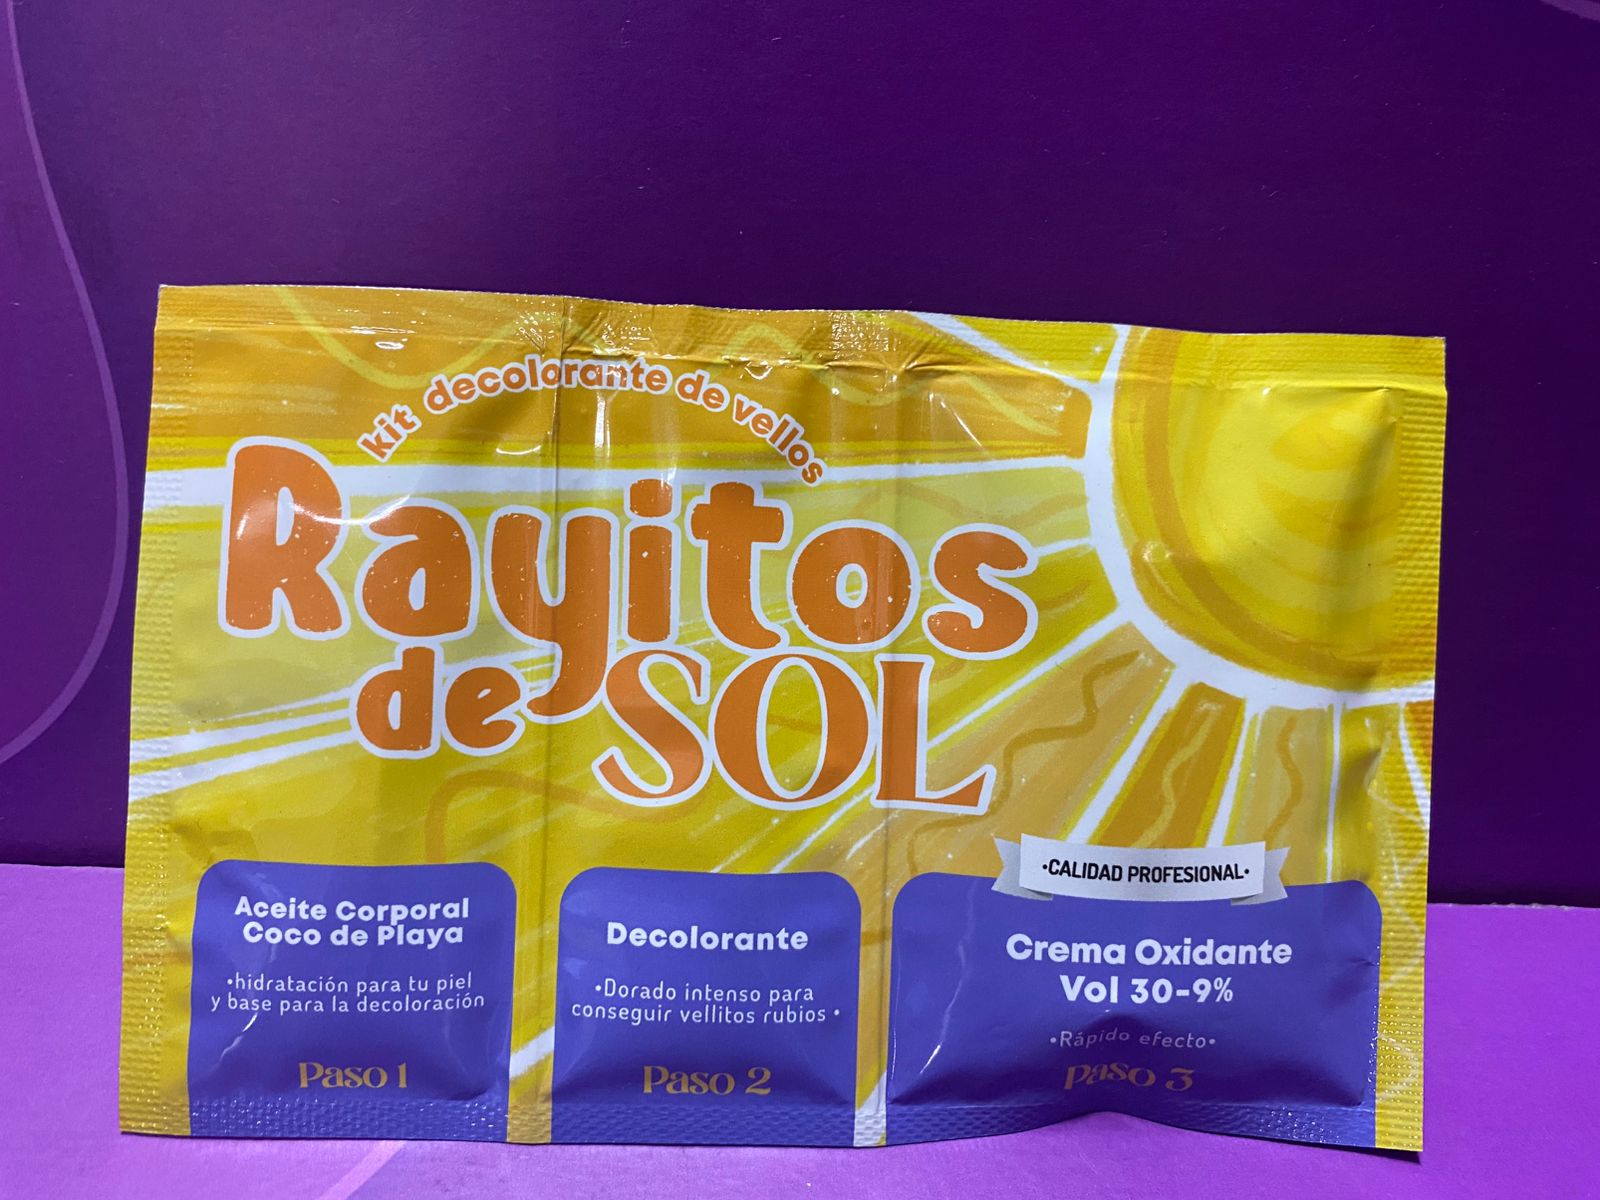 kit decolorante de vellos
Rayitos
de SOL
Aceite Corporal
Coco de Playa
•hidratación para tu piel
y base para la decoloración
Paso 1
Decolorante
•Dorado intenso para
conseguir vellitos rubios •
Paso 2
•CALIDAD PROFESIONAL•
Crema Oxidante
Vol 30-9%
•Rápido efecto•
Paso 3